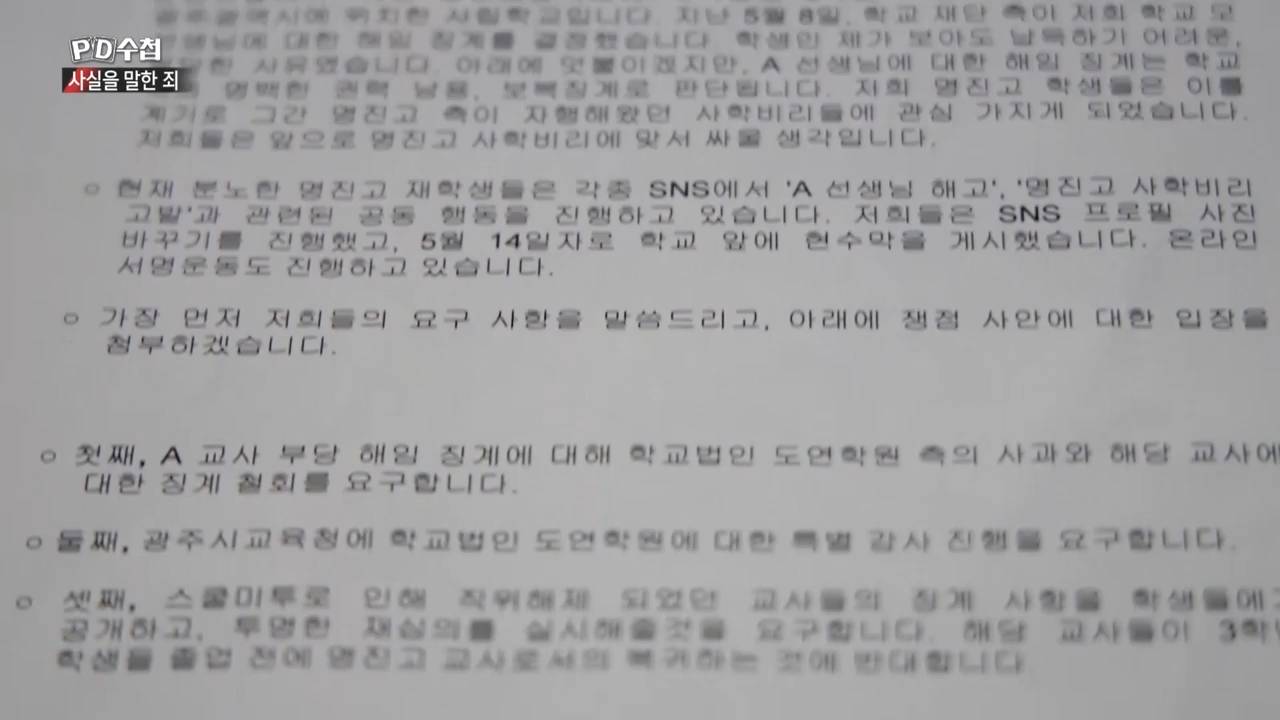 PD수첩
사실을 말한 죄
광주광역시에 위치한 사립학교입니다. 지난 5월 8일, 학교 재단 측이 저희 학교 모
선생님에 대한 해임 징계를 결정했습니다. 학생인 제가 보아도 납득하기 어려운,
사유였습니다. 아래에 덧붙이겠지만, A 선생님에 대한 해임 징계는 학교
명백한 권력 남용, 보복징계로 판단됩니다. 저희 명진고 학생들은 이를
계기로 그간 명진고 측이 자행해왔던 사학비리들에 관심 가지게 되었습니다.
저희들은 앞으로 명진고 사학비리에 맞서 싸울 생각입니다.
○ 현재 분노한 명진고 재학생들은 각종 SNS에서 'A 선생님 해고', '명진고 사학비리
고발'과 관련된 공동 행동을 진행하고 있습니다. 저희들은 SNS 프로필 사진
바꾸기를 진행했고, 5월 14일자로 학교 앞에 현수막을 게시했습니다. 온라인
서명운동도 진행하고 있습니다.
○ 가장 먼저 저희들의 요구 사항을 말씀드리고, 아래에 쟁점 사안에 대한 입장을
첨부하겠습니다.
○ 첫째, A 교사 부당 해임 징계에 대해 학교법인 도연학원 측의 사과와 해당 교사에
대한 징계 철회를 요구합니다.
○ 둘째, 광주시교육청에 학교법인 도연학원에 대한 특별 감사 진행을 요구합니다.
○ 셋째, 스쿨미투로 인해 직위해제 되었던 교사들의 징계 사항을 학생들에게
공개하고, 투명한 재심의를 실시해줄것을 요구합니다. 해당 교사들이 3학년
학생들 졸업 전에 명진고 교사로서의 복귀하는 것에 반대합니다.